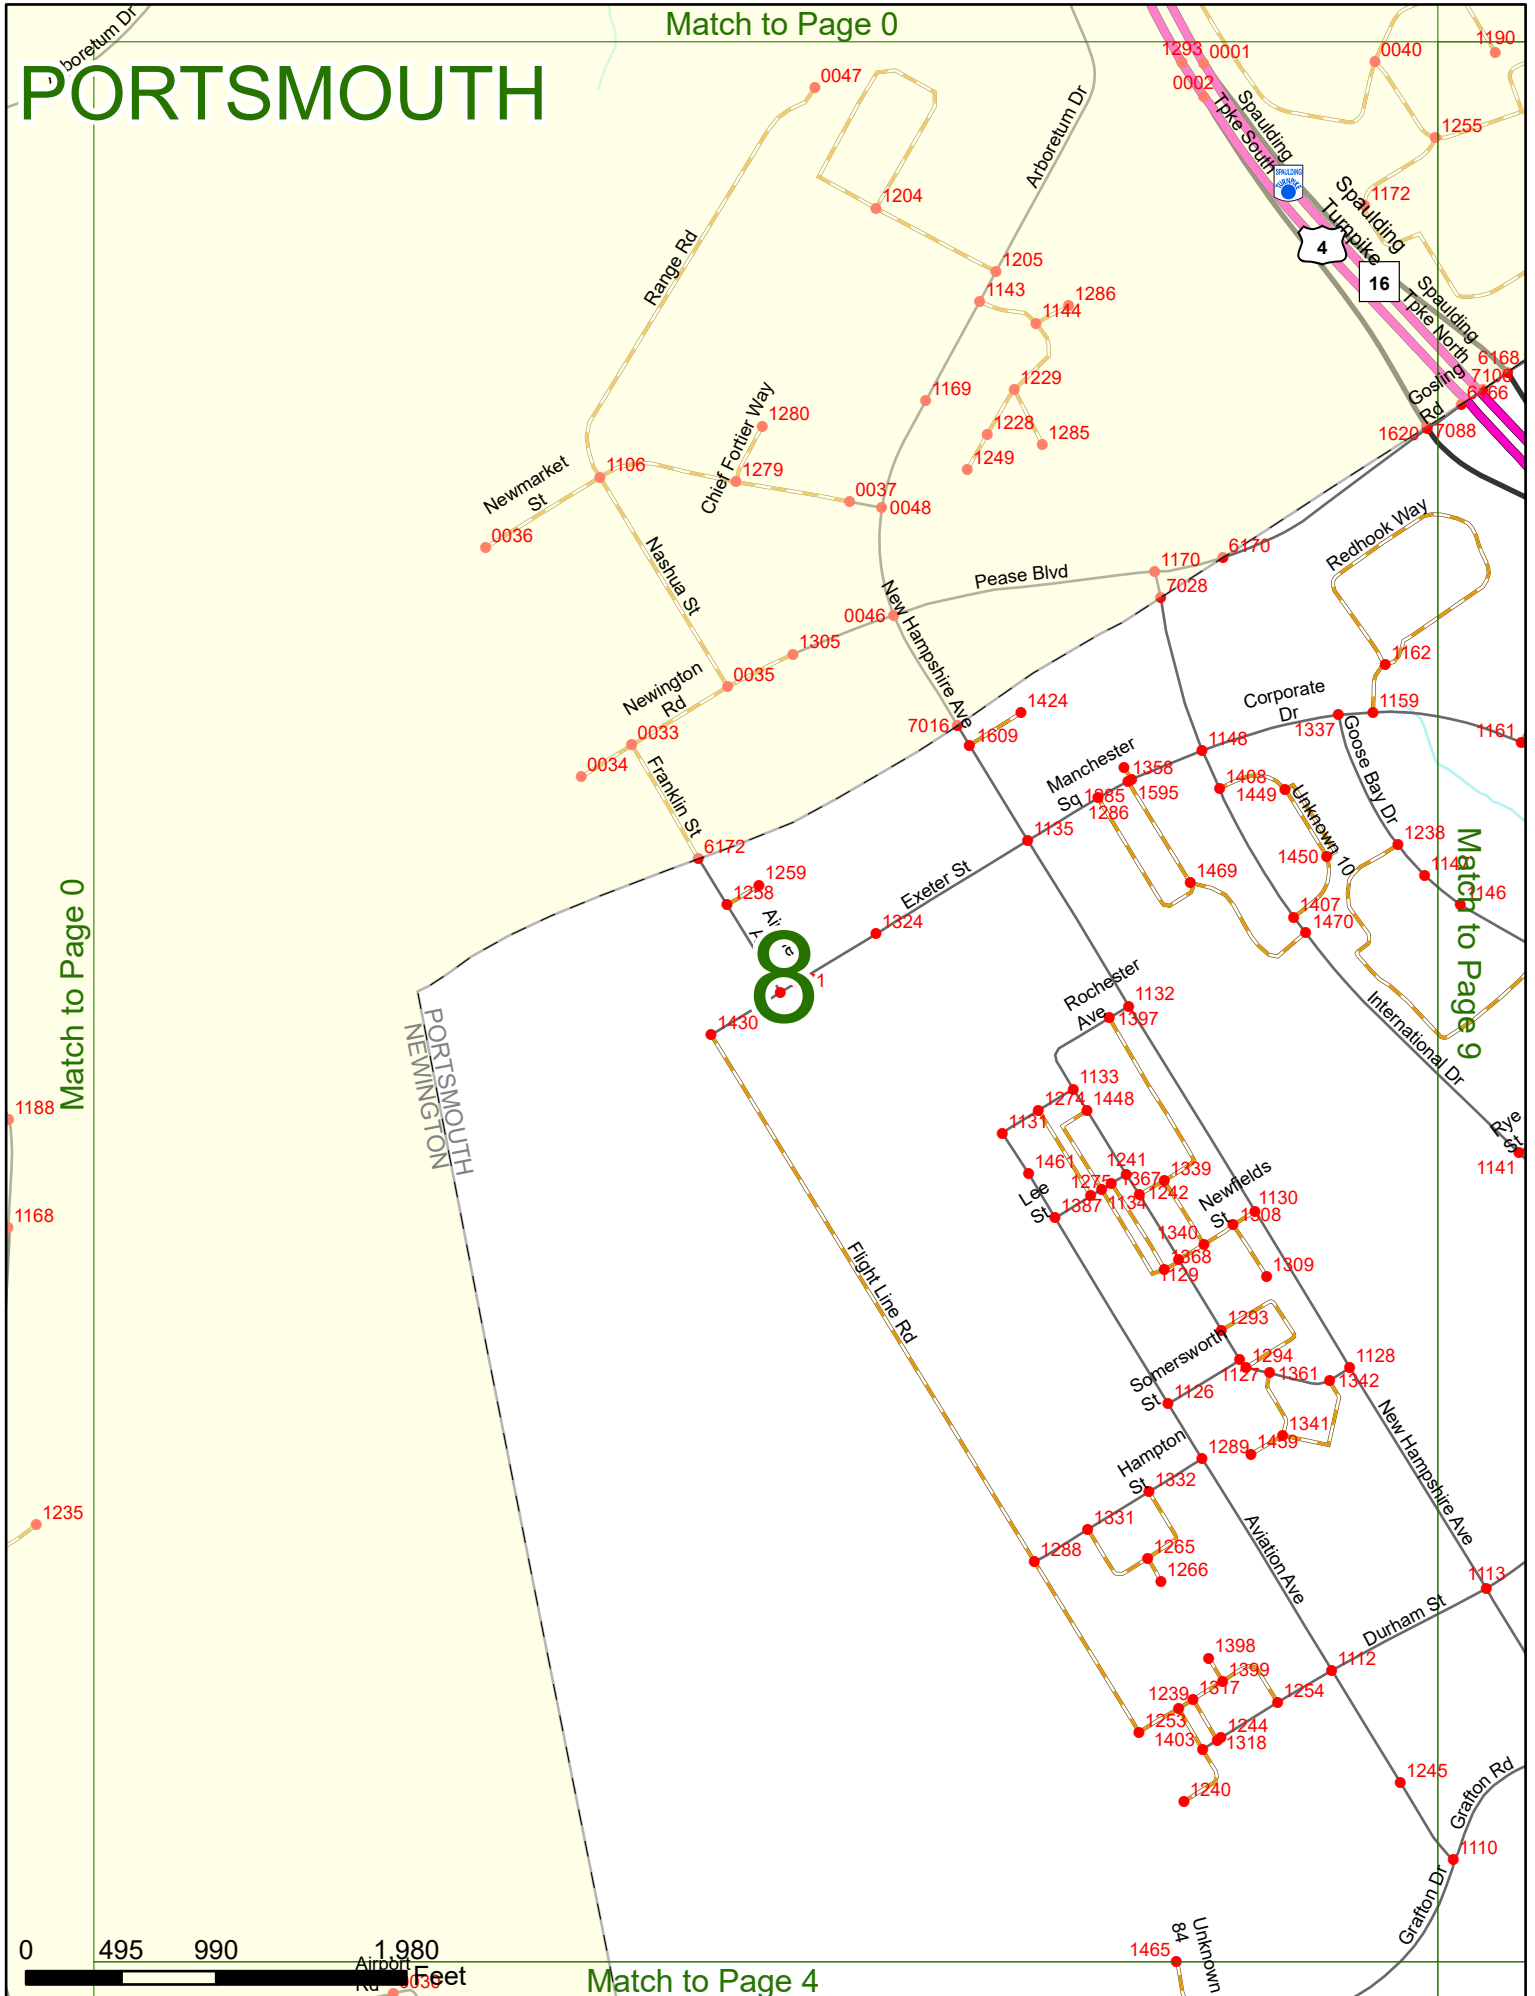 Match to Page 0
PORTSMOUTH
Arboretum Dr
1293
0001
0002
0040
1190
0047
1255
Spaulding
Tpke South
SPAULDING
TURNPIKE
1172
1204
Spaulding
Turnpike
4
16
Range Rd
1205
1143
1286
1144
Spaulding
Tpke North
6168
Gosling
Rd
1620
7088
1169
1229
1228
1285
1249
Chief Fortier Way
1280
1279
1106
Newmarket
St
0036
0037
0048
Nashua St
Pease Blvd
1170
6170
7028
Redhook Way
0046
New Hampshire Ave
1305
0035
Newington
Rd
0033
0034
Franklin St
6172
1162
Corporate
Dr
1159
1337
1161
1424
7016
1609
1148
Manchester
Sq
1358
1595
1286
1408
1449
Goose Bay Dr
Unknown 10
1450
1238
1146
1135
Exeter St
1324
1469
1407
1470
1259
1258
8
1430
Match to Page 0
Match to Page 9
PORTSMOUTH
NEWINGTON
Rochester
Ave
1132
1397
International Dr
Rye
St
1141
1133
1274
1448
1131
1461
1241
1367
1339
1275
1387
1134
1242
Lee
St
Newfields
St
1130
1308
1340
1368
1129
1309
1188
1168
1235
Flight Line Rd
1293
Somersworth
St
1294
1127
1361
1128
1342
1126
1341
1459
1289
Hampton
St
1332
1331
1288
1265
1266
New Hampshire Ave
Aviation Ave
1113
Durham St
1112
1398
1399
1317
1239
1253
1254
1244
1318
1403
1240
1245
Grafton Rd
1110
Grafton Dr
1465
Unknown
84
0 495 990 1,980
Feet
Airport
Rd
0030
Match to Page 4